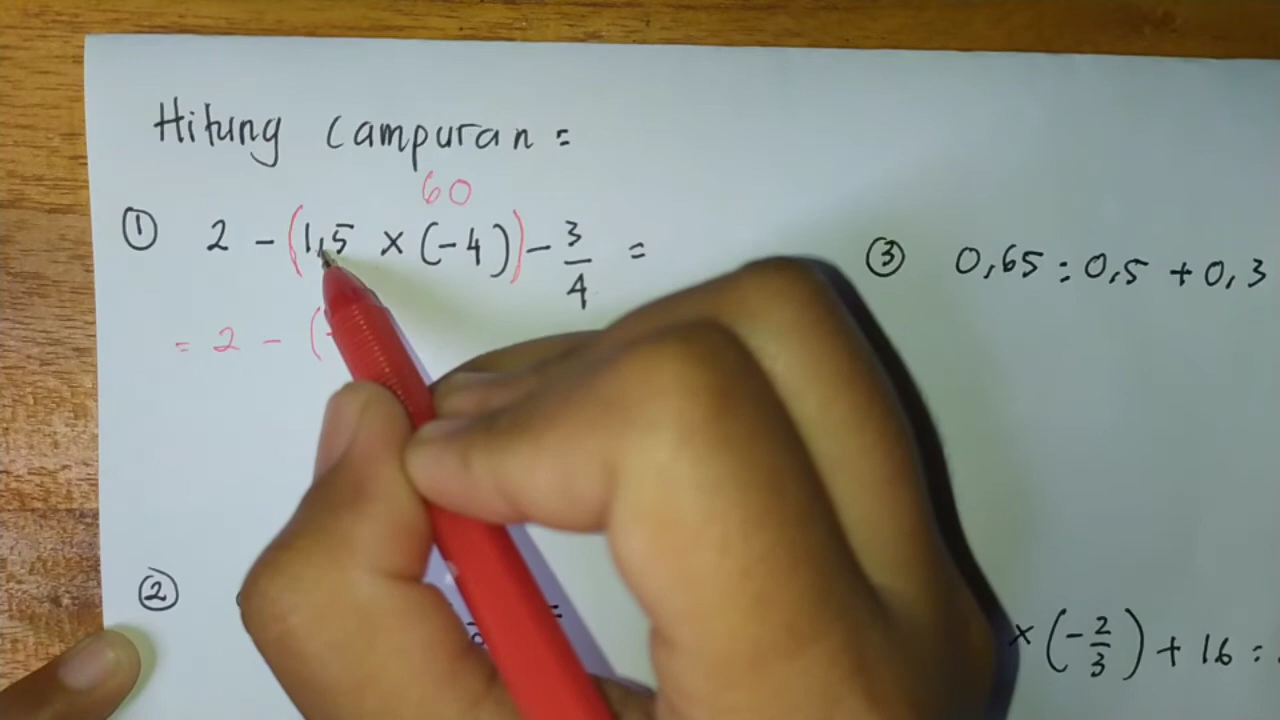 Hitung Campuran =
60
① 2 - (1,5 × (-4)) - 3/4 =
= 2 - (-
②
③ 0,65 : 0,5 + 0,3
× (-2/3) + 16 =